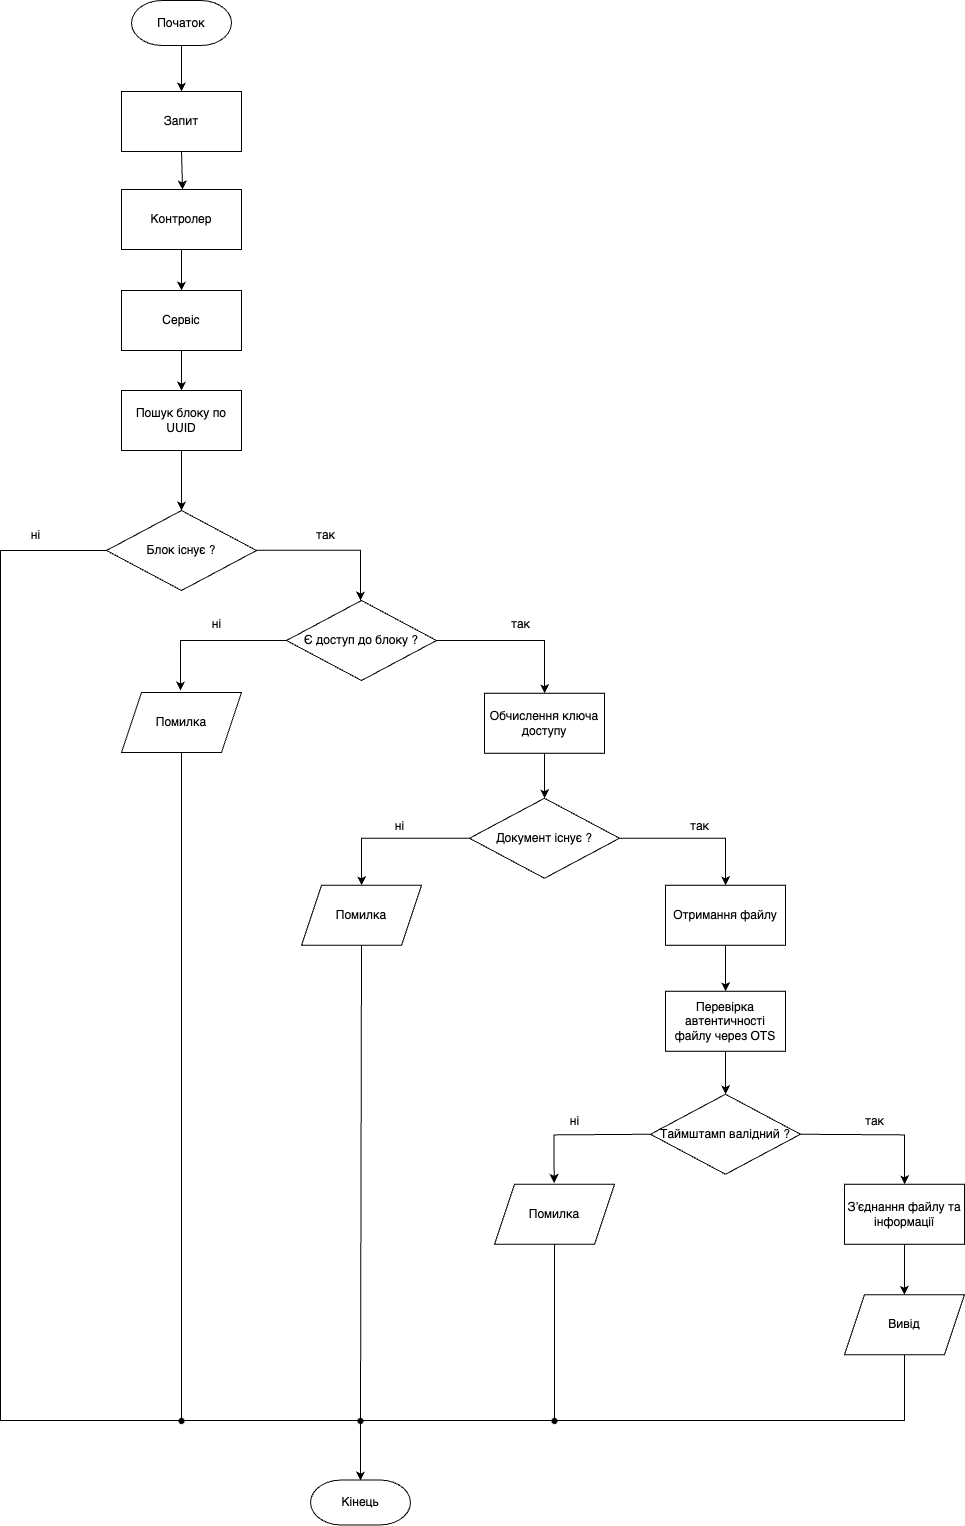 Початок
Запит
Контролер
Сервіс
Пошук блоку по
UUID
ні
так
Блок існує ?
ні
так
Є доступ до блоку ?
Помилка
Обчислення ключа
доступу
ні
так
Документ існує ?
Помилка
Отримання файлу
Перевірка
автентичності
файлу через OTS
ні
так
Таймштамп валідний ?
Помилка
З'єднання файлу та
інформації
Вивід
Кінець